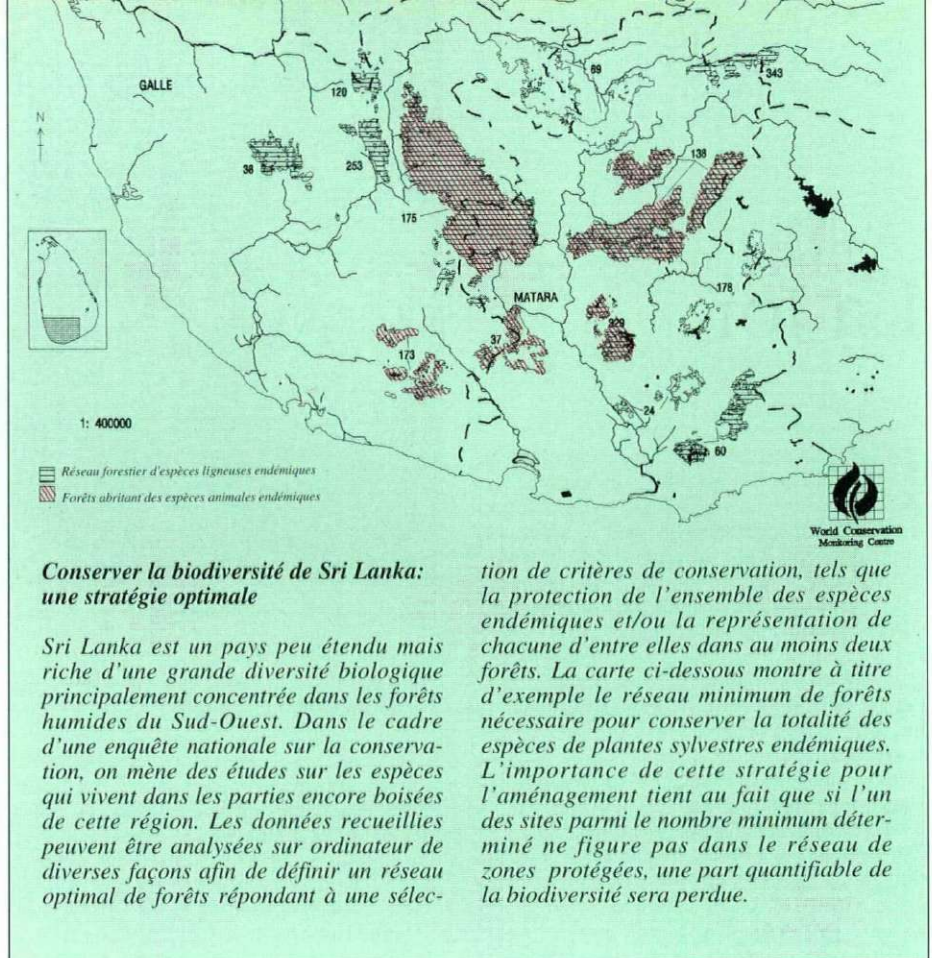 GALLE
120
69
343
N
38
253
138
175
178
MATARA
37
329
173
24
60
1: 400000
Réseau forestier d'espèces ligneuses endémiques
Forêts abritant des espèces animales endémiques
World Conservation
Monitoring Centre
Conserver la biodiversité de Sri Lanka:
une stratégie optimale
Sri Lanka est un pays peu étendu mais
riche d'une grande diversité biologique
principalement concentrée dans les forêts
humides du Sud-Ouest. Dans le cadre
d'une enquête nationale sur la conserva-
tion, on mène des études sur les espèces
qui vivent dans les parties encore boisées
de cette région. Les données recueillies
peuvent être analysées sur ordinateur de
diverses façons afin de définir un réseau
optimal de forêts répondant à une sélec-
tion de critères de conservation, tels que
la protection de l'ensemble des espèces
endémiques et/ou la représentation de
chacune d'entre elles dans au moins deux
forêts. La carte ci-dessous montre à titre
d'exemple le réseau minimum de forêts
nécessaire pour conserver la totalité des
espèces de plantes sylvestres endémiques.
L'importance de cette stratégie pour
l'aménagement tient au fait que si l'un
des sites parmi le nombre minimum déter-
miné ne figure pas dans le réseau de
zones protégées, une part quantifiable de
la biodiversité sera perdue.